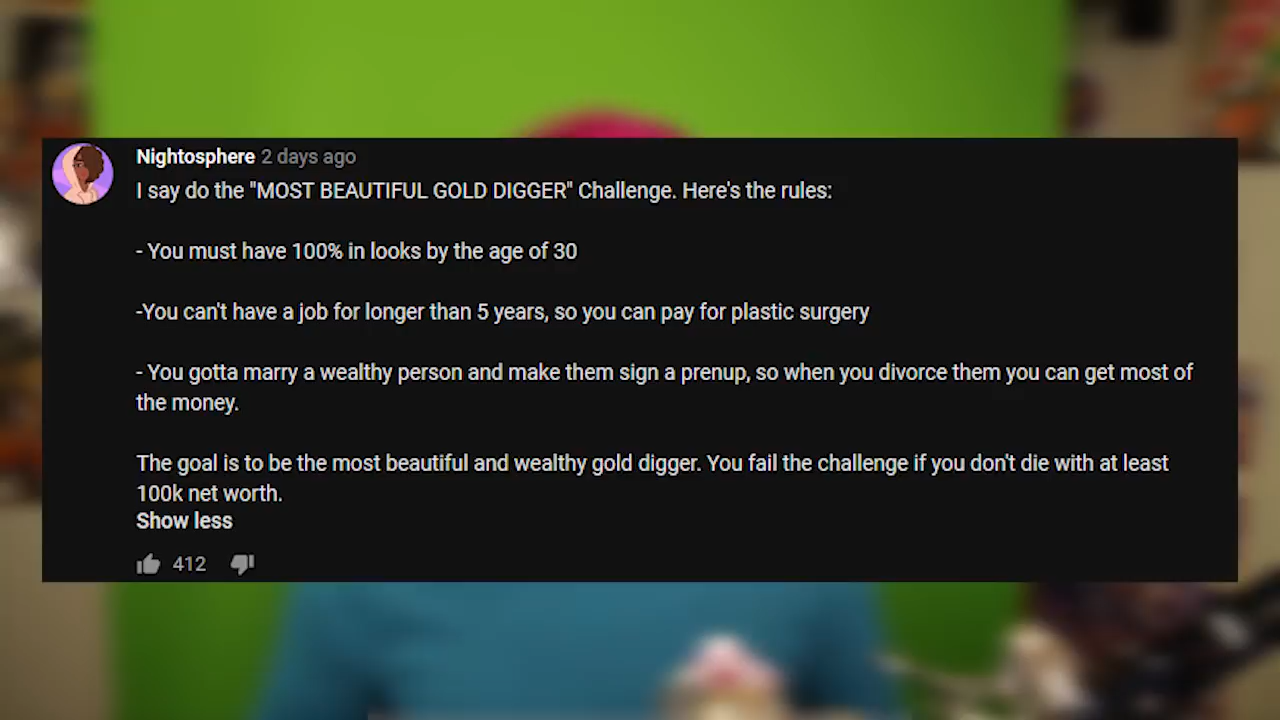 Nightosphere 2 days ago
I say do the "MOST BEAUTIFUL GOLD DIGGER" Challenge. Here's the rules:
- You must have 100% in looks by the age of 30
-You can't have a job for longer than 5 years, so you can pay for plastic surgery
- You gotta marry a wealthy person and make them sign a prenup, so when you divorce them you can get most of
the money.
The goal is to be the most beautiful and wealthy gold digger. You fail the challenge if you don't die with at least
100k net worth.
Show less
412